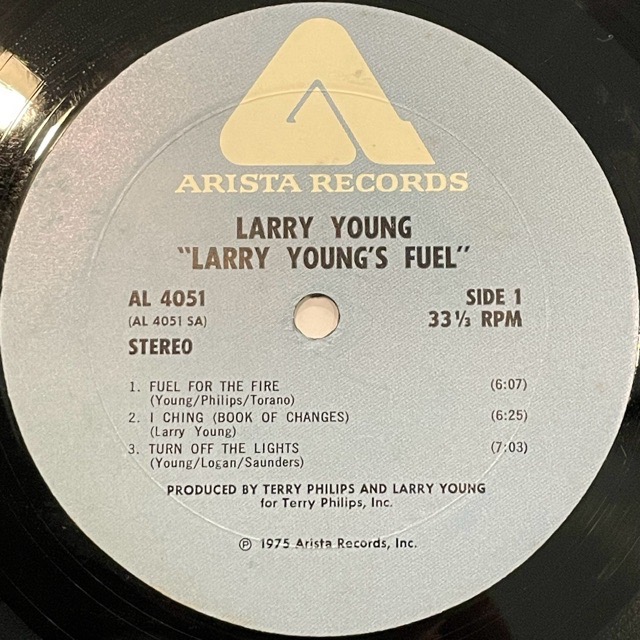 ARISTA RECORDS
LARRY YOUNG
"LARRY YOUNG'S FUEL"
AL 4051 SIDE 1
(AL 4051 SA) 33 ⅓ RPM
STEREO
1. FUEL FOR THE FIRE (6:07)
(Young/Philips/Torano)
2. I CHING (BOOK OF CHANGES) (6:25)
(Larry Young)
3. TURN OFF THE LIGHTS (7:03)
(Young/Logan/Saunders)
PRODUCED BY TERRY PHILIPS AND LARRY YOUNG
for Terry Philips, Inc.
℗ 1975 Arista Records, Inc.